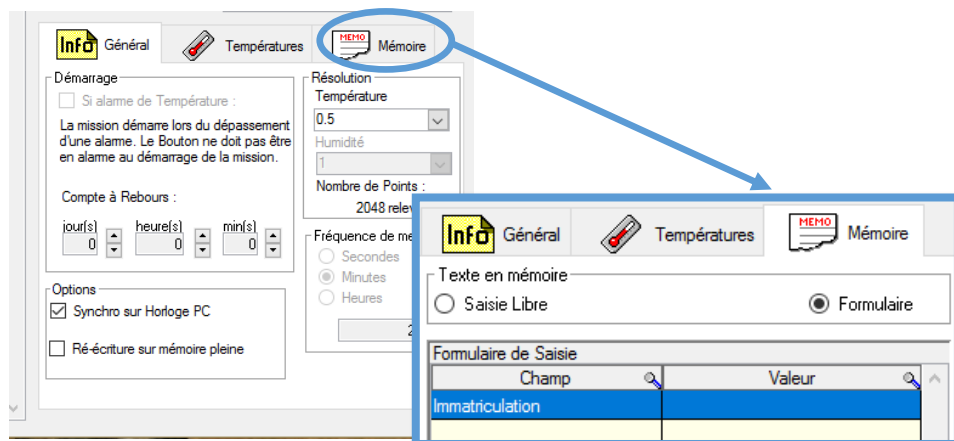 Info Général
Températures
MEMO Mémoire
Démarrage
Si alarme de Température :
La mission démarre lors du dépassement
d'une alarme. Le Bouton ne doit pas être
en alarme au démarrage de la mission.
Compte à Rebours :
jour(s) heure(s) min(s)
0 0 0
Options
Synchro sur Horloge PC
Ré-écriture sur mémoire pleine
Résolution
Température
0.5
Humidité
1
Nombre de Points :
2048
Fréquence de
Secondes
Minutes
Heures
2
Info Général
Températures
MEMO Mémoire
Texte en mémoire
Saisie Libre
Formulaire
Formulaire de Saisie
Champ Valeur
Immatriculation